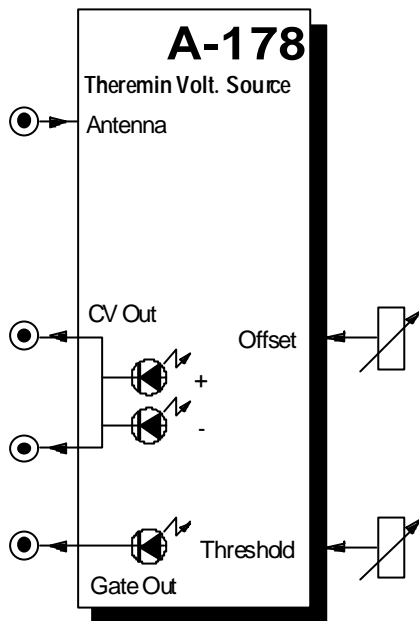 A-178
Theremin Volt. Source
Antenna
CV Out
Offset
+
-
Threshold
Gate Out